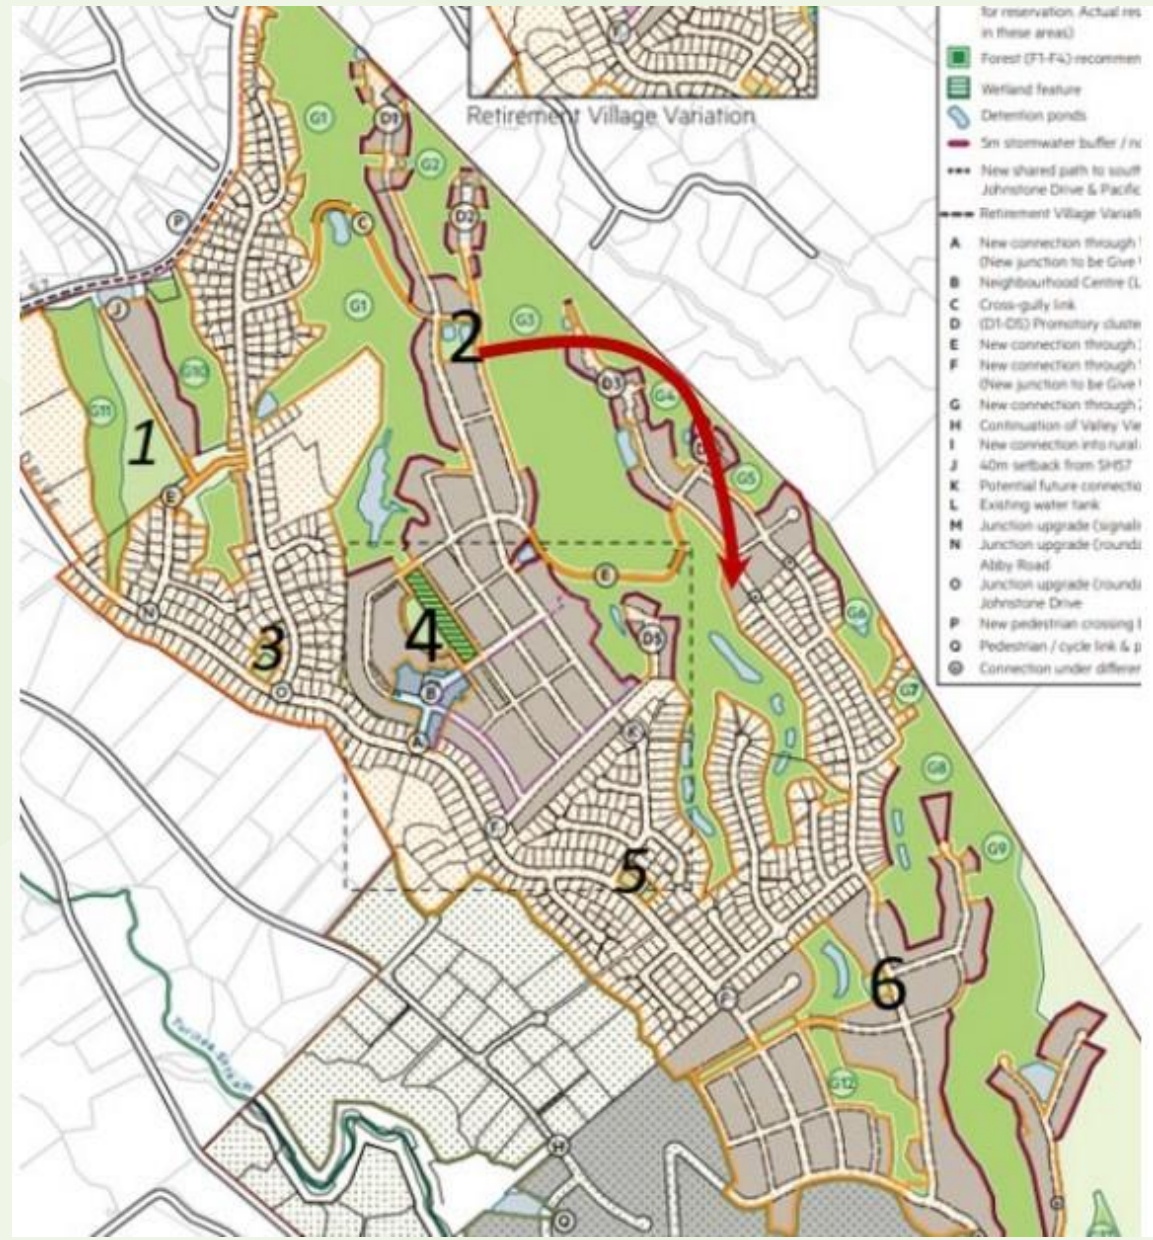 Retirement Village Variation
for reservation. Actual res
in these areas)
Forest (F1-F4) recommen
Wetland feature
Detention ponds
5m stormwater buffer / no
New shared path to south
Johnstone Drive & Pacific
Retirement Village Variati
A New connection through
(New junction to be Give
B Neighbourhood Centre (L
C Cross-gully link
D (D1-D5) Promotory cluste
E New connection through
F New connection through
(New junction to be Give
G New connection through
H Continuation of Valley Vie
I New connection into rural
J 40m setback from SH57
K Potential future connectio
L Existing water tank
M Junction upgrade (signali
N Junction upgrade (rounda
Abby Road
O Junction upgrade (rounda
Johnstone Drive
P New pedestrian crossing
Q Pedestrian / cycle link & p
Connection under differen
G1
D1
G2
P
D2
C
G1
J
2
G3
G10
D3
G4
G11
1
G5
E
E
N
G6
3
4
D5
O
B
G7
K
A
G8
F
G9
5
6
F
G12
DRIVE
ST
H
Q